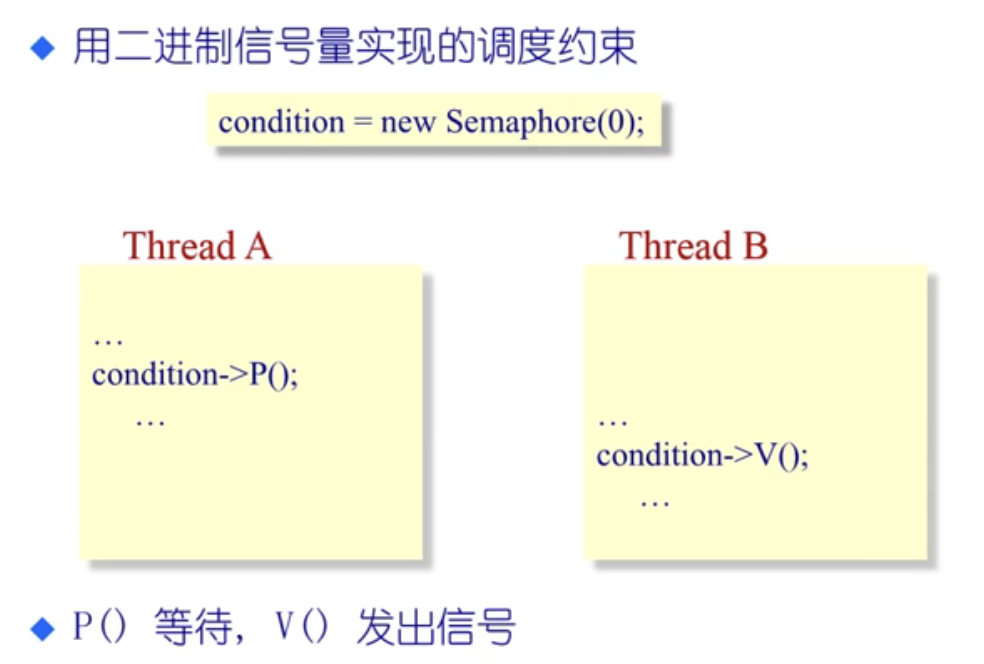 用二进制信号量实现的调度约束
condition = new Semaphore(0);
Thread A
…
condition->P();
…
Thread B
…
condition->V();
…
P() 等待, V() 发出信号